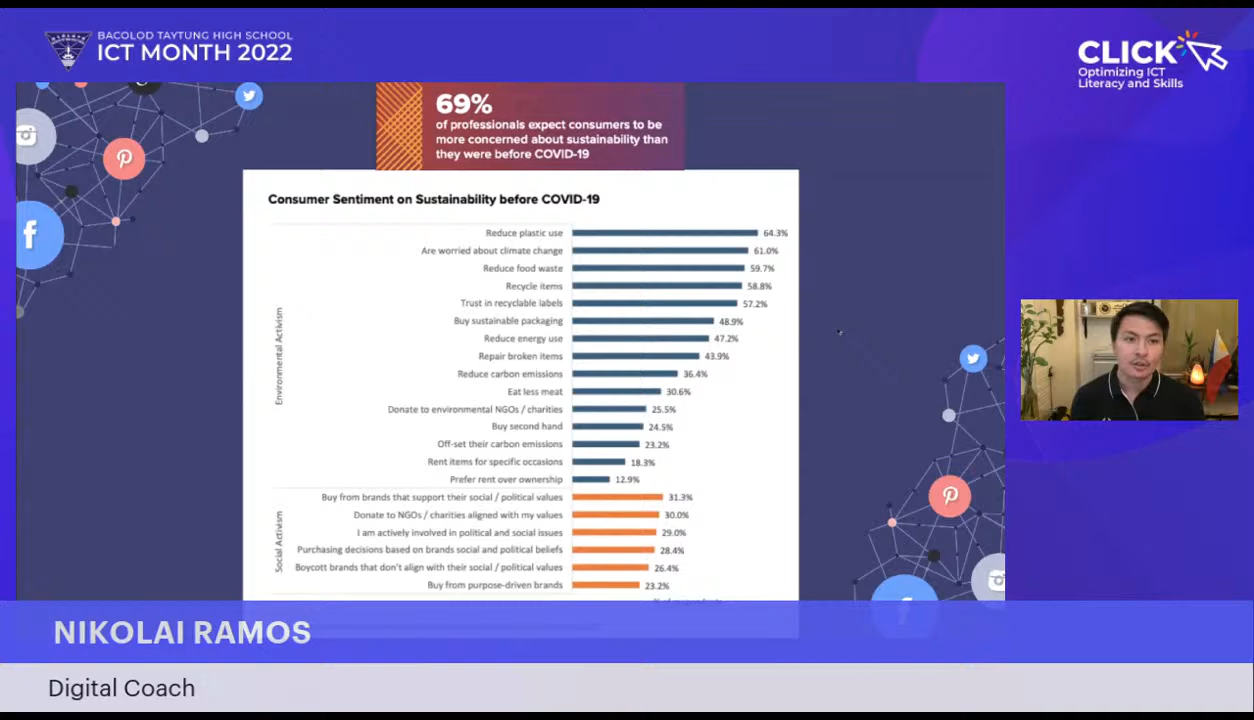 BACOLOD TAYTUNG HIGH SCHOOL
ICT MONTH 2022
CLICK
Optimizing ICT
Literacy and Skills
69%
of professionals expect consumers to be
more concerned about sustainability than
they were before COVID-19
Consumer Sentiment on Sustainability before COVID-19
Environmental Activism
Reduce plastic use 64.3%
Are worried about climate change 61.0%
Reduce food waste 59.7%
Recycle items 58.8%
Trust in recyclable labels 57.2%
Buy sustainable packaging 48.9%
Reduce energy use 47.2%
Repair broken items 43.9%
Reduce carbon emissions 36.4%
Eat less meat 30.6%
Donate to environmental NGOs / charities 25.5%
Buy second hand 24.5%
Off-set their carbon emissions 23.2%
Rent items for specific occasions 18.3%
Prefer rent over ownership 12.9%
Social Activism
Buy from brands that support their social / political values 31.3%
Donate to NGOs / charities aligned with my values 30.0%
I am actively involved in political and social issues 29.0%
Purchasing decisions based on brands social and political beliefs 28.4%
Boycott brands that don't align with their social / political values 26.4%
Buy from purpose-driven brands 23.2%
NIKOLAI RAMOS
Digital Coach